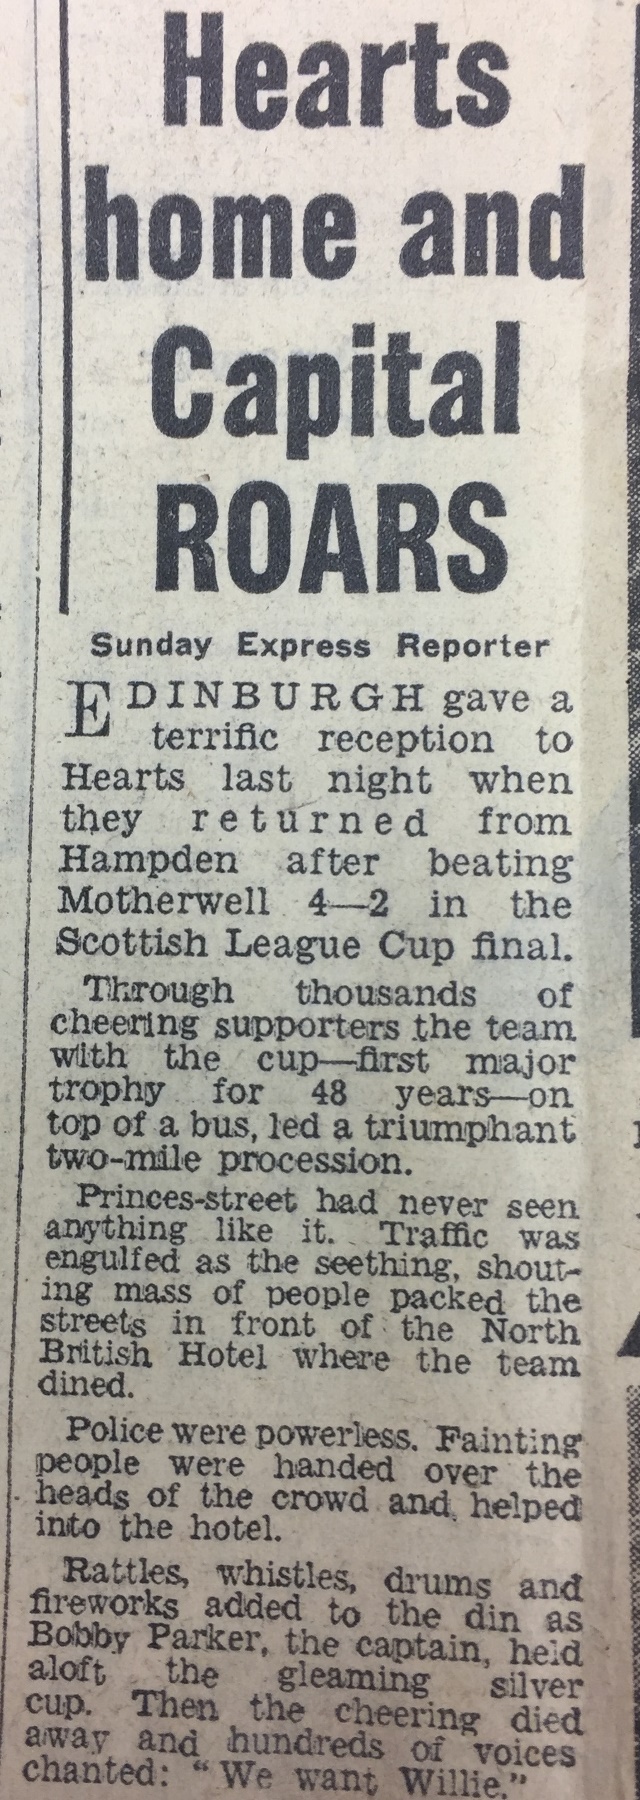 Hearts
home and
Capital
ROARS
Sunday Express Reporter
EDINBURGH gave a
terrific reception to
Hearts last night when
they returned from
Hampden after beating
Motherwell 4—2 in the
Scottish League Cup final.
Through thousands of
cheering supporters the team
with the cup—first major
trophy for 48 years—on
top of a bus, led a triumphant
two-mile procession.
Princes-street had never seen
anything like it. Traffic was
engulfed as the seething, shout-
ing mass of people packed the
streets in front of the North
British Hotel where the team
dined.
Police were powerless. Fainting
people were handed over the
heads of the crowd and helped
into the hotel.
Rattles, whistles, drums and
fireworks added to the din as
Bobby Parker, the captain, held
aloft the gleaming silver
cup. Then the cheering died
away and hundreds of voices
chanted: “We want Willie.”